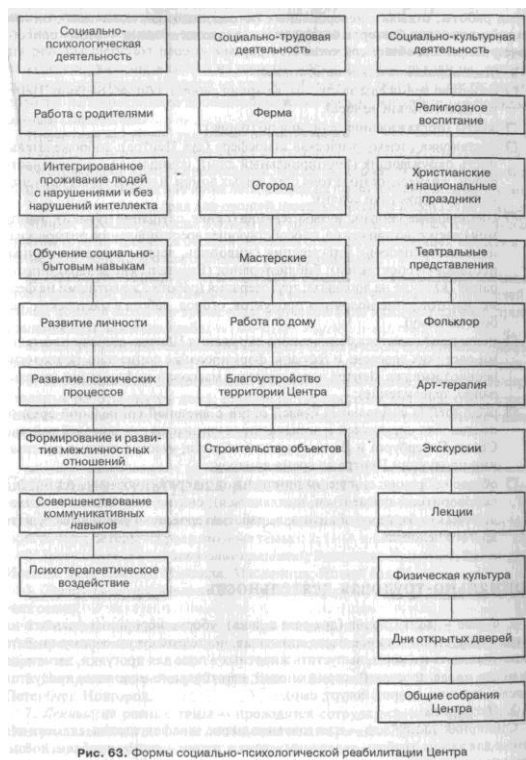 Социально-
психологическая
деятельность
Работа с родителями
Интегрированное
проживание людей
с нарушениями и без
нарушений интеллекта
Обучение социально-
бытовым навыкам
Развитие личности
Развитие психических
процессов
Формирование и разви-
тие межличностных
отношений
Совершенствование
коммуникативных
навыков
Психотерапевтическое
воздействие
Социально-трудовая
деятельность
Ферма
Огород
Мастерские
Работа по дому
Благоустройство
территории Центра
Строительство объектов
Социально-культурная
деятельность
Религиозное
воспитание
Христианские
и национальные
праздники
Театральные
представления
Фольклор
Арт-терапия
Экскурсии
Лекции
Физическая культура
Дни открытых дверей
Общие собрания
Центра
Рис. 63. Формы социально-психологической реабилитации Центра